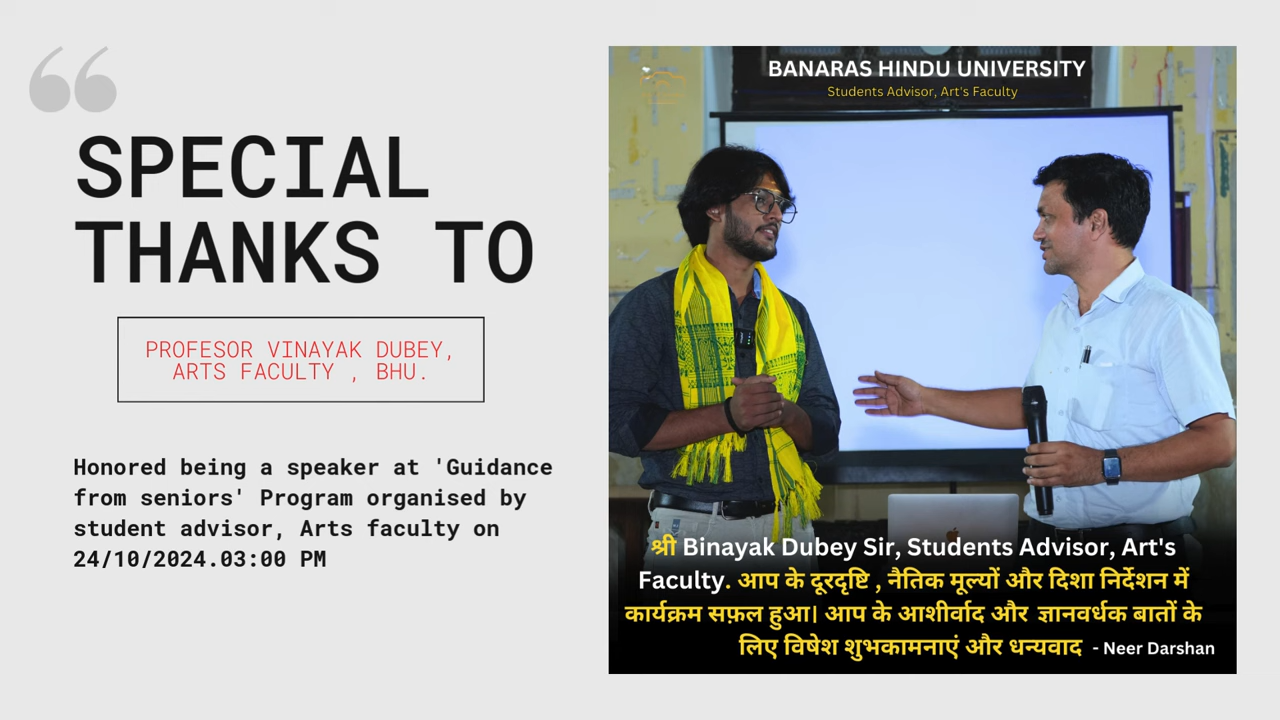 “
SPECIAL
THANKS TO
PROFESOR VINAYAK DUBEY,
ARTS FACULTY , BHU.
Honored being a speaker at 'Guidance
from seniors' Program organised by
student advisor, Arts faculty on
24/10/2024.03:00 PM
BANARAS HINDU UNIVERSITY
Students Advisor, Art's Faculty
श्री Binayak Dubey Sir, Students Advisor, Art's
Faculty. आप के दूरदृष्टि , नैतिक मूल्यों और दिशा निर्देशन में
कार्यक्रम सफ़ल हुआ। आप के आशीर्वाद और ज्ञानवर्धक बातों के
लिए विषेश शुभकामनाएं और धन्यवाद - Neer Darshan